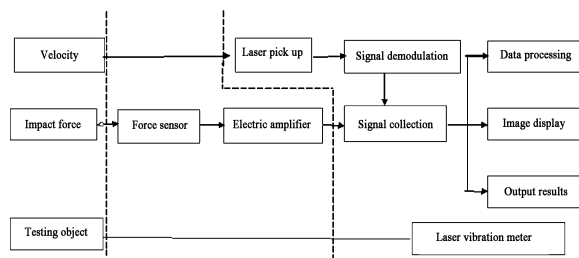 Velocity
Laser pick up
Signal demodulation
Data processing
Impact force
Force sensor
Electric amplifier
Signal collection
Image display
Output results
Testing object
Laser vibration meter